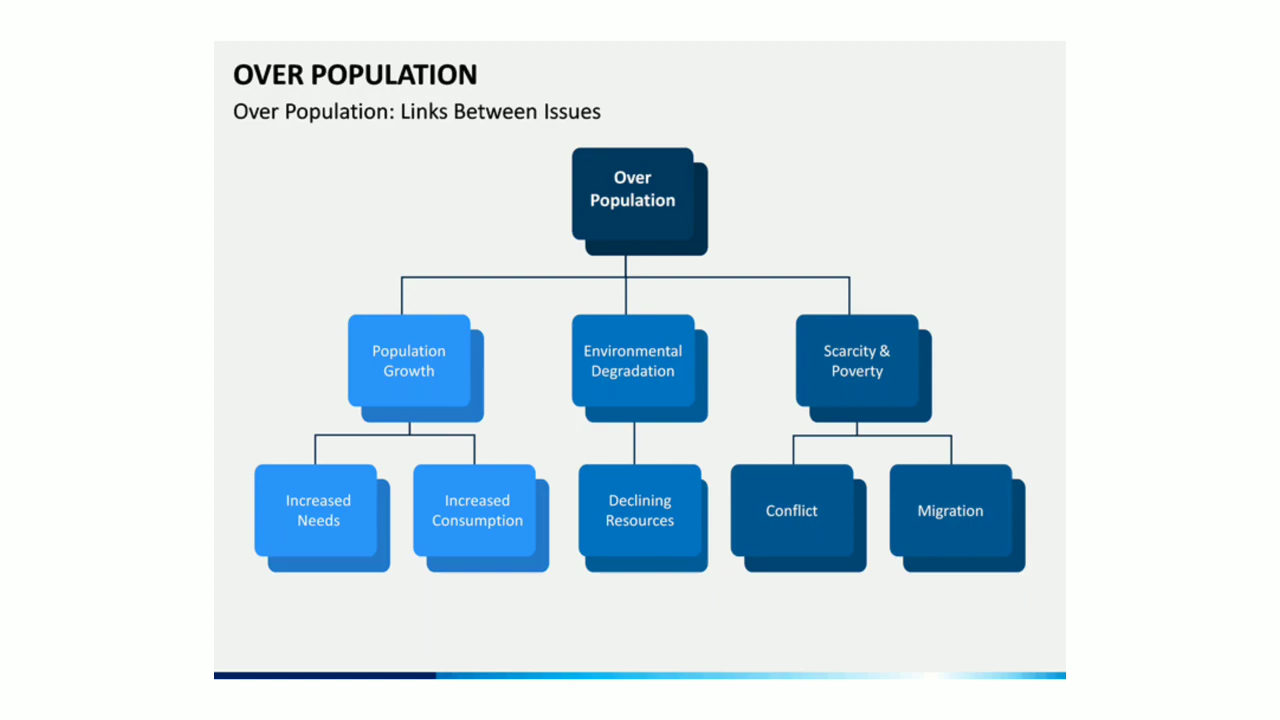 OVER POPULATION
Over Population: Links Between Issues
Over
Population
Population
Growth
Environmental
Degradation
Scarcity &
Poverty
Increased
Needs
Increased
Consumption
Declining
Resources
Conflict
Migration